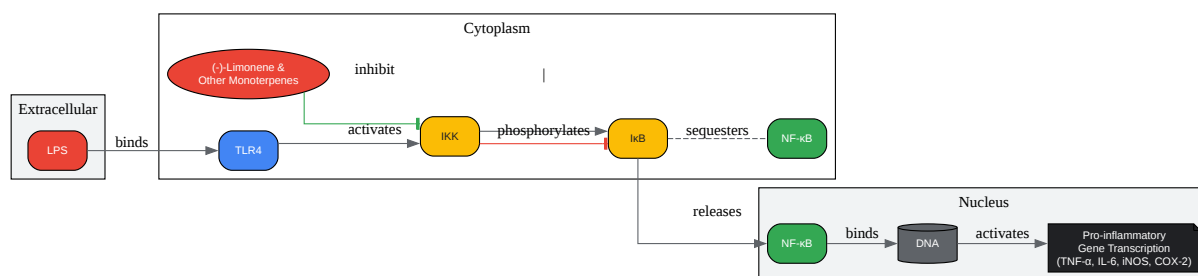 Cytoplasm
(-)-Limonene &
Other Monoterpenes
inhibit
|
Extracellular
LPS
binds
TLR4
activates
IKK
phosphorylates
IκB
sequesters
NF-κB
releases
Nucleus
NF-κB
binds
DNA
activates
Pro-inflammatory
Gene Transcription
(TNF-α, IL-6, iNOS, COX-2)